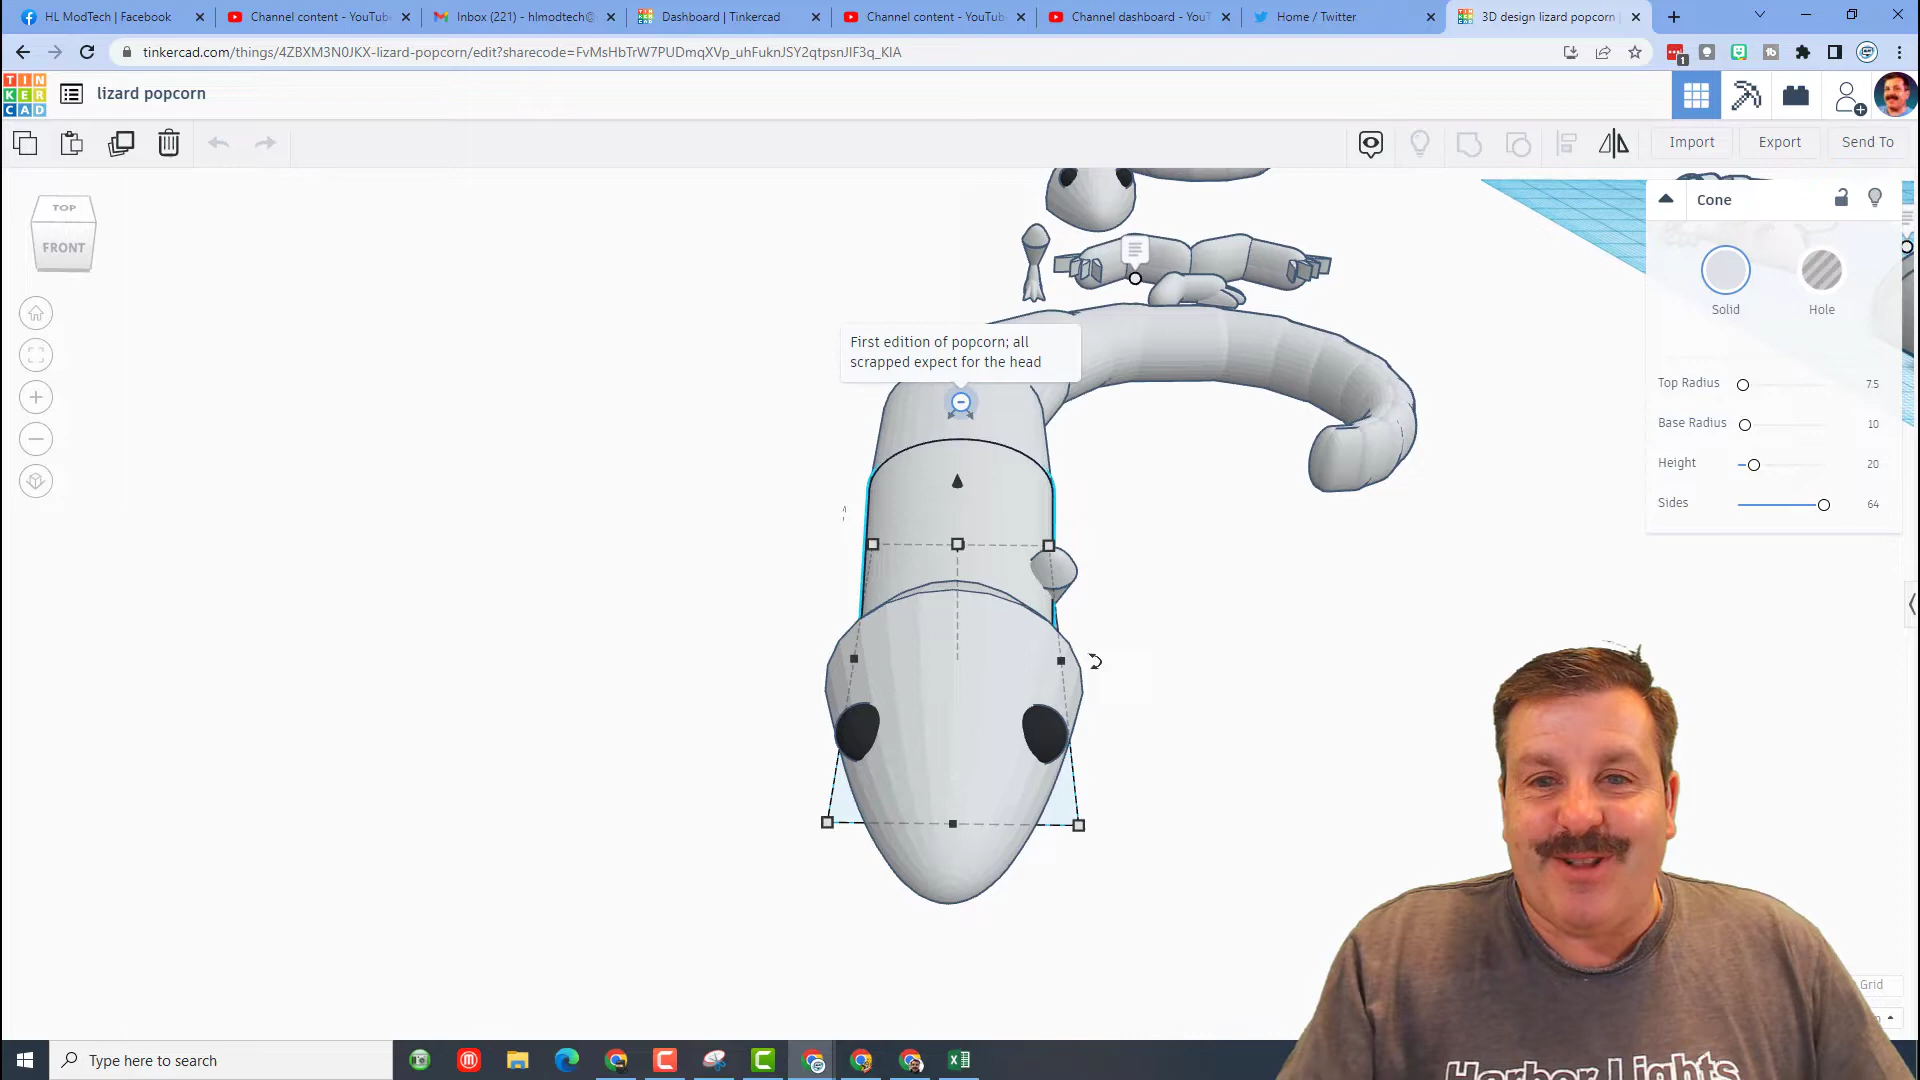 HL ModTech | Facebook
Channel content - YouTub
Inbox (221) - hlmodtech@
Dashboard | Tinkercad
Channel content - YouTub
Channel dashboard - YouT
Home / Twitter
3D design lizard popcorn
tinkercad.com/things/4ZBXM3N0JKX-lizard-popcorn/edit?sharecode=FvMsHbTrW7PUDmqXVp_uhFuknJSY2qtpsnJIF3q_KIA
1
TIN
KER
CAD
lizard popcorn
Import
Export
Send To
TOP
FRONT
Cone
Solid
Hole
Top Radius 7.5
Base Radius 10
Height 20
Sides 64
First edition of popcorn; all
scrapped expect for the head
Grid
Harbor Lights
Type here to search